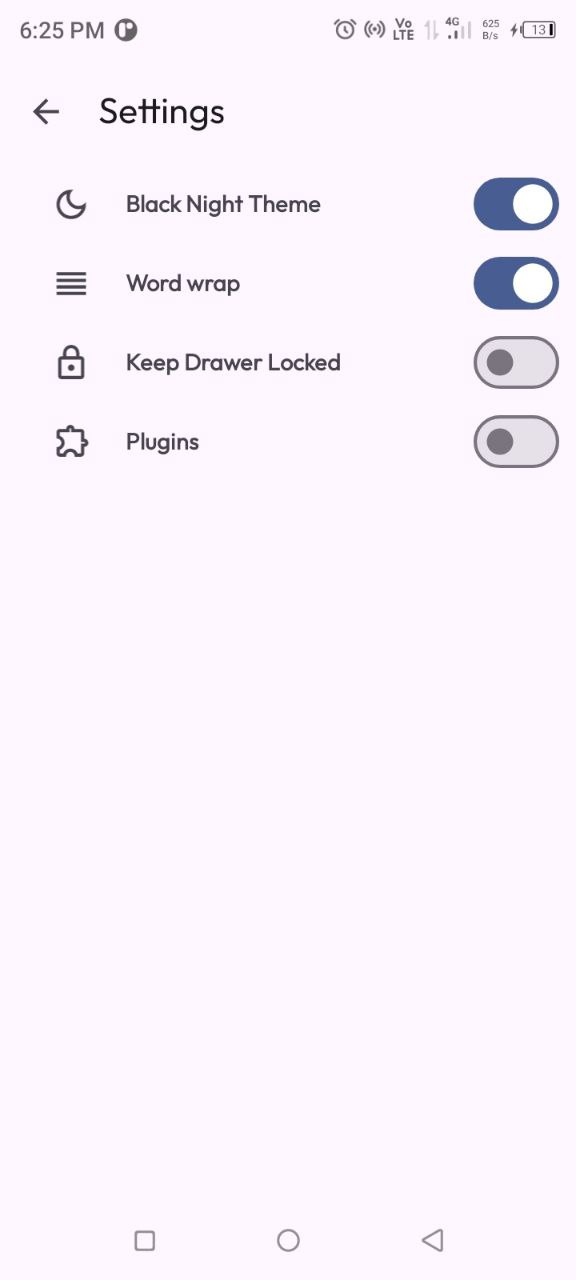 6:25 PM
Vo
LTE
4G
625
B/s
13
Settings
Black Night Theme
Word wrap
Keep Drawer Locked
Plugins